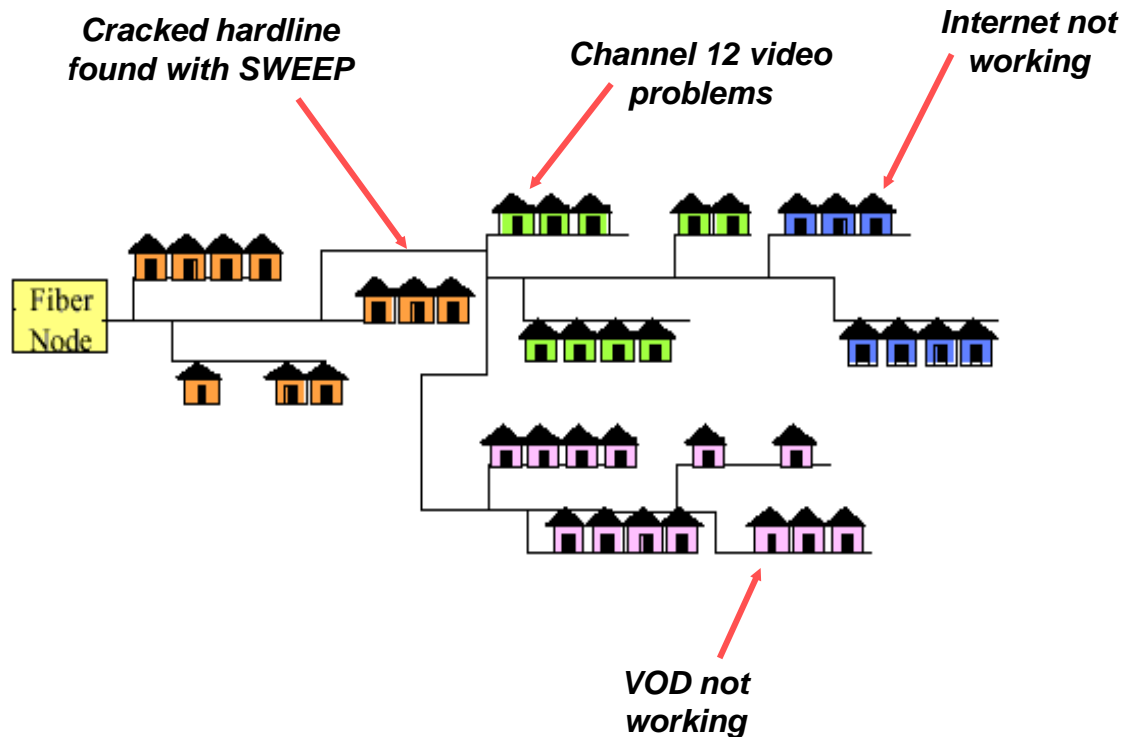 Cracked hardline
found with SWEEP
Channel 12 video
problems
Internet not
working
Fiber
Node
VOD not
working